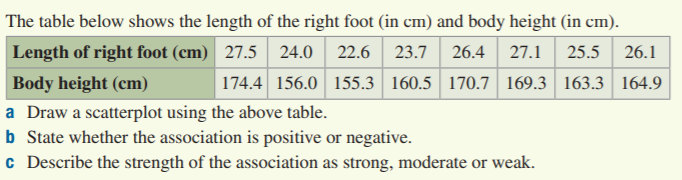 The table below shows the length of the right foot (in cm) and body height (in cm).
Length of right foot (cm) 27.5 24.0 22.6 23.7 26.4 27.1 25.5 26.1
Body height (cm) 174.4 156.0 155.3 160.5 170.7 169.3 163.3 164.9
a Draw a scatterplot using the above table.
b State whether the association is positive or negative.
c Describe the strength of the association as strong, moderate or weak.